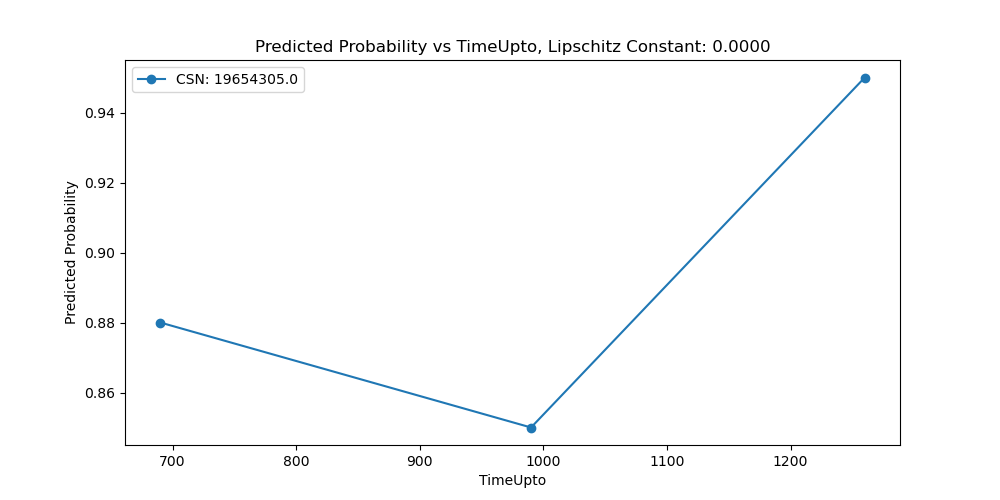 Predicted Probability vs TimeUpto, Lipschitz Constant: 0.0000
CSN: 19654305.0
Predicted Probability
0.94
0.92
0.90
0.88
0.86
700 800 900 1000 1100 1200
TimeUpto